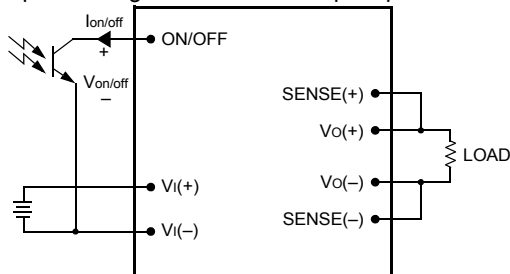 Ion/off
ON/OFF
+
Von/off
–
SENSE(+)
VO(+)
LOAD
VI(+)
VO(–)
VI(–)
SENSE(–)